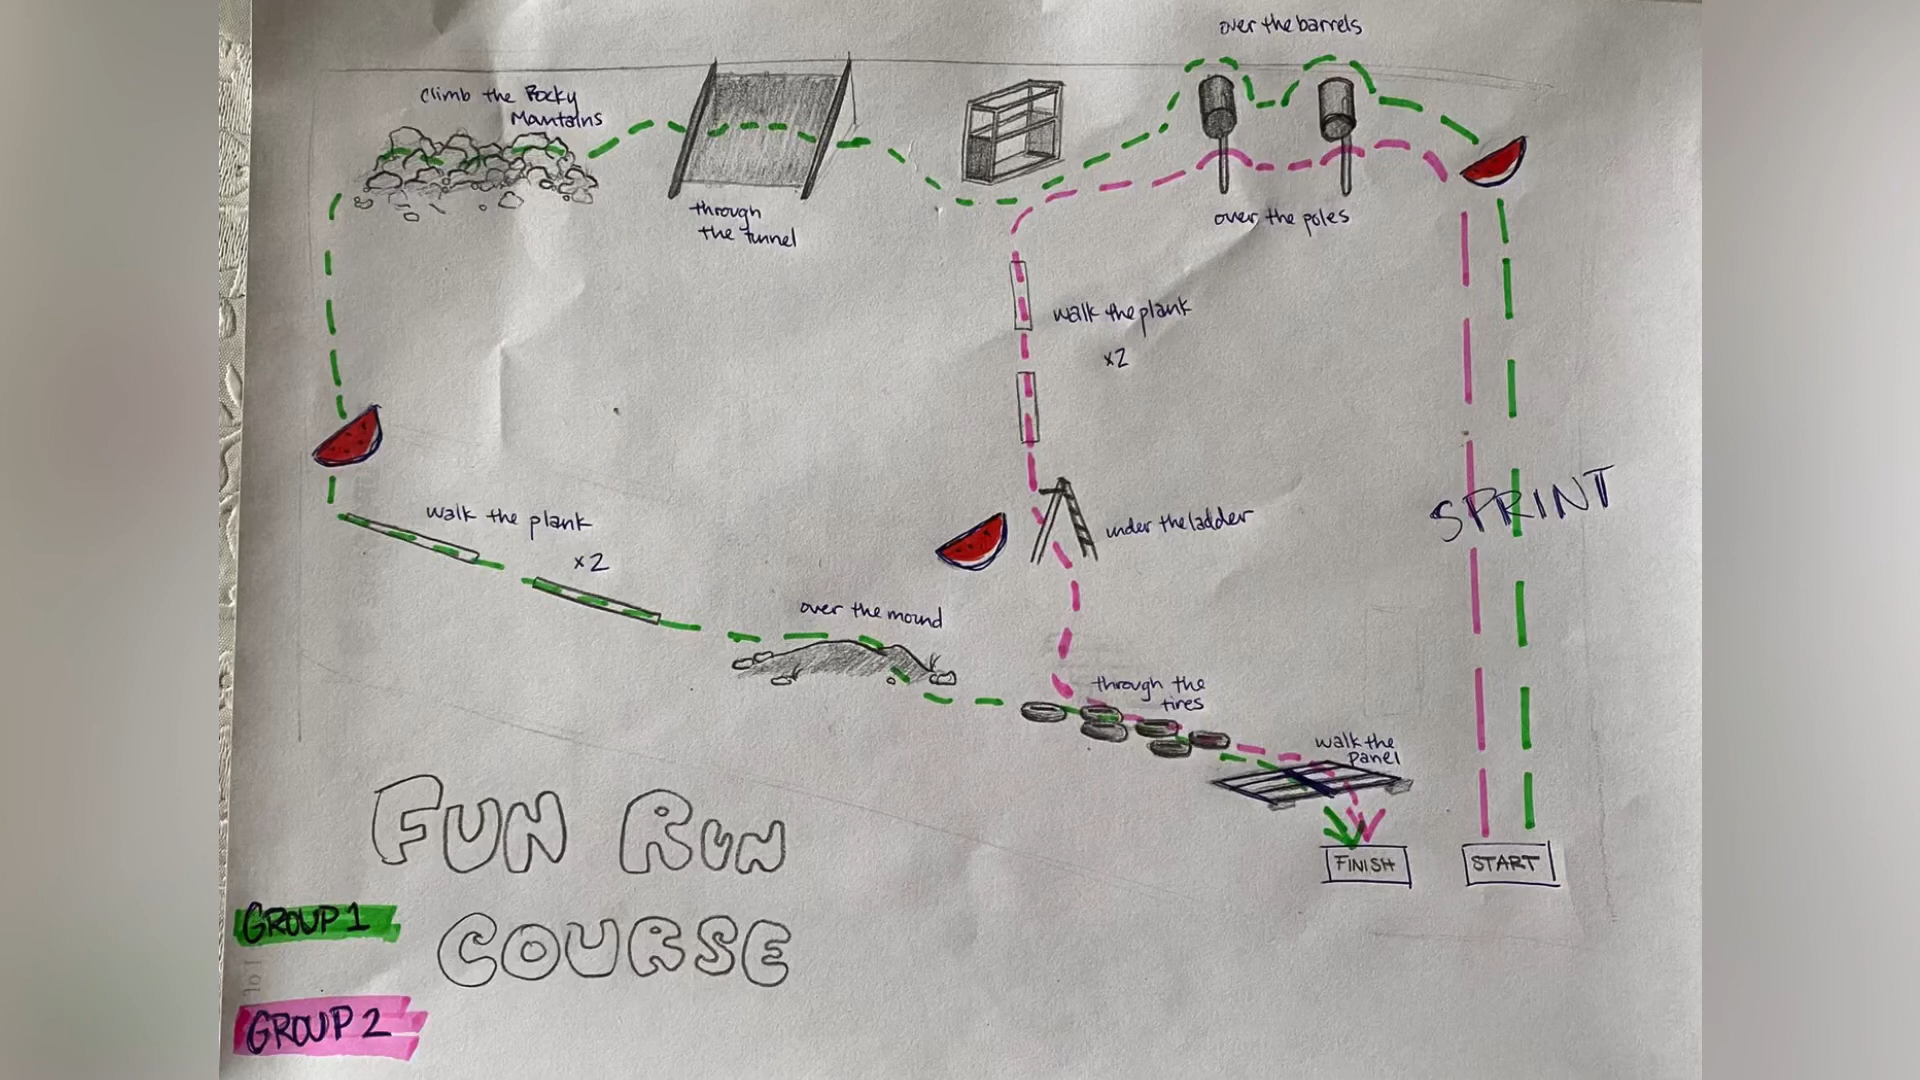 over the barrels
Climb the Rocky
Mantains
through
the tunnel
over the poles
walk the plank
x2
SPRINT
walk the plank
x2
under the ladder
over the mound
through the
tires
walk the
panel
FINISH
START
FUN RUN
COURSE
GROUP 1
GROUP 2